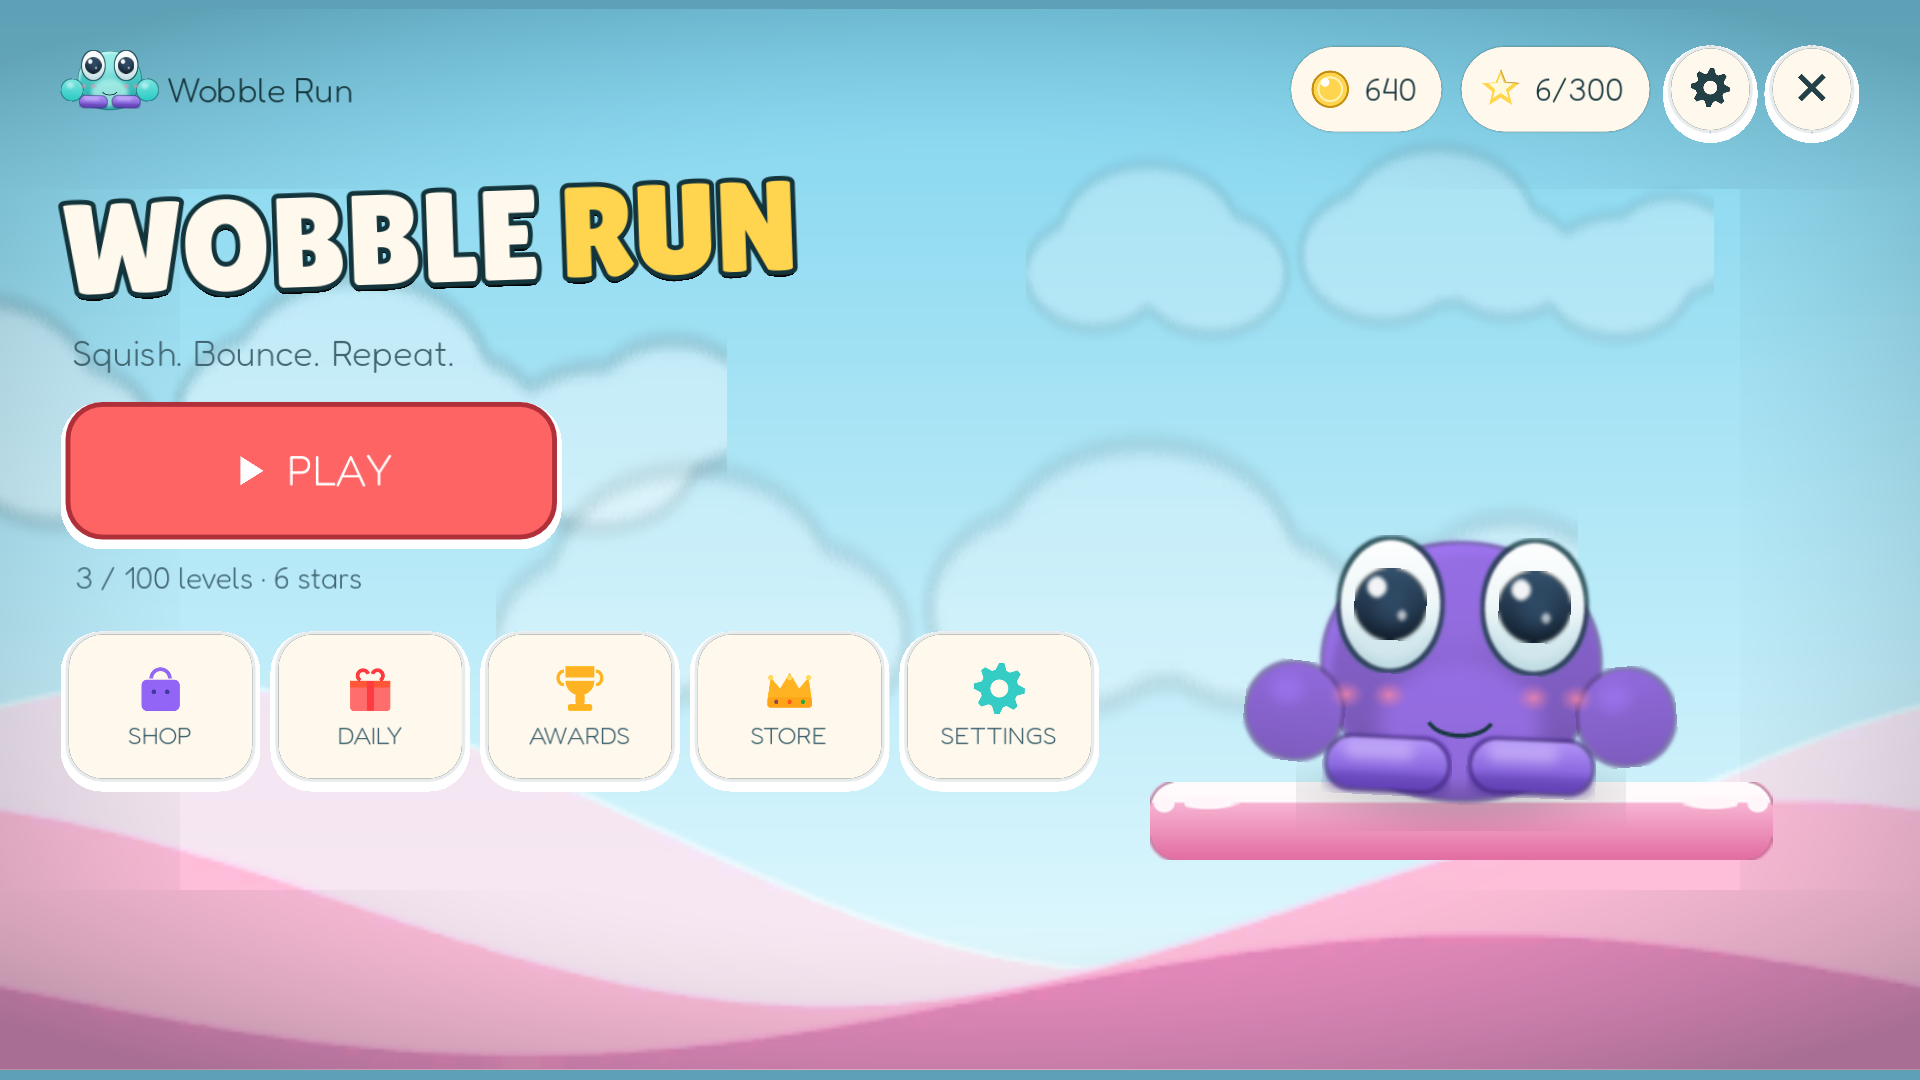 Wobble Run
640
6/300
WOBBLE RUN
Squish. Bounce. Repeat.
PLAY
3 / 100 levels · 6 stars
SHOP
DAILY
AWARDS
STORE
SETTINGS